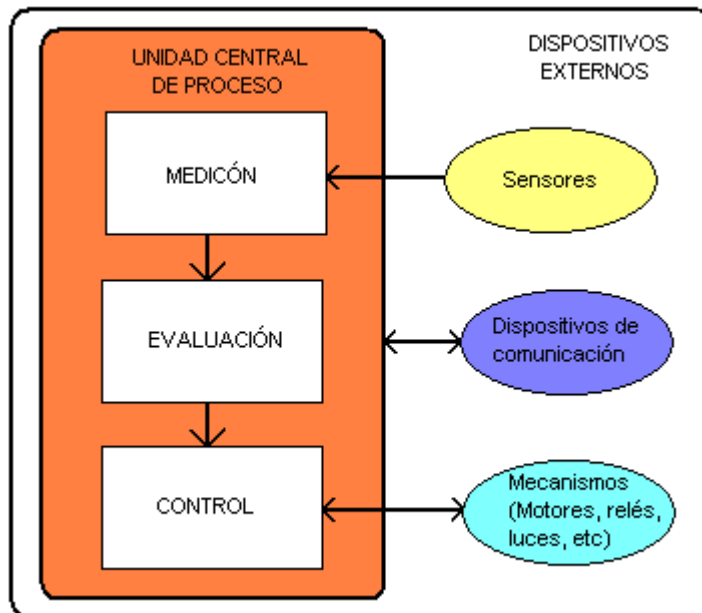 UNIDAD CENTRAL
DE PROCESO
DISPOSITIVOS
EXTERNOS
MEDICÓN
Sensores
EVALUACIÓN
Dispositivos de
comunicación
CONTROL
Mecanismos
(Motores, relés,
luces, etc)